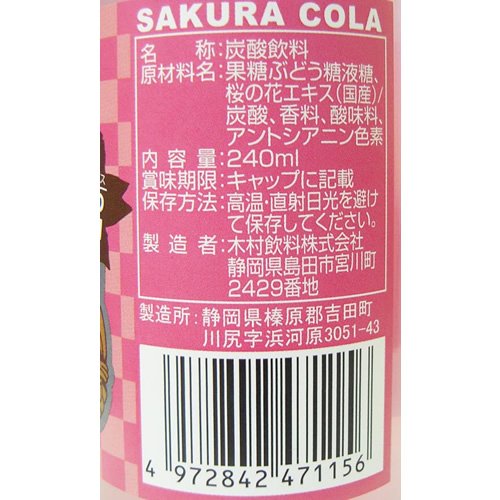 SAKURA COLA
名　　称：炭酸飲料
原材料名：果糖ぶどう糖液糖、
桜の花エキス（国産）/
炭酸、香料、酸味料、
アントシアニン色素
内 容 量：240ml
賞味期限：キャップに記載
保存方法：高温・直射日光を避け
て保存してください。
製 造 者：木村飲料株式会社
静岡県島田市宮川町
2429番地
製造所：静岡県榛原郡吉田町
川尻字浜河原3051-43
4 972842 471156